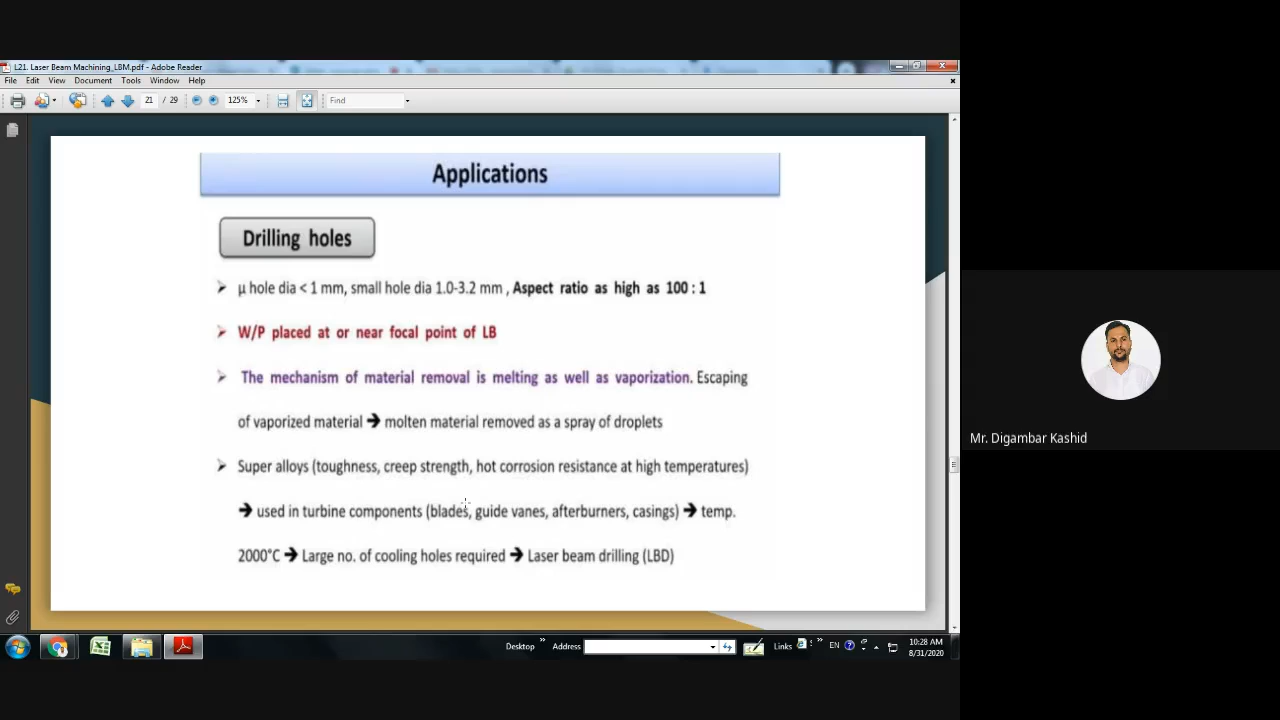 L21. Laser Beam Machining_LBM.pdf - Adobe Reader
File Edit View Document Tools Window Help
21 / 29 125% Find
Applications
Drilling holes
➢ μ hole dia < 1 mm, small hole dia 1.0-3.2 mm , Aspect ratio as high as 100 : 1
➢ W/P placed at or near focal point of LB
➢ The mechanism of material removal is melting as well as vaporization. Escaping
of vaporized material ➔ molten material removed as a spray of droplets
➢ Super alloys (toughness, creep strength, hot corrosion resistance at high temperatures)
➔ used in turbine components (blades, guide vanes, afterburners, casings) ➔ temp.
2000°C ➔ Large no. of cooling holes required ➔ Laser beam drilling (LBD)
Mr. Digambar Kashid
Desktop » Address Links » EN 10:28 AM
8/31/2020